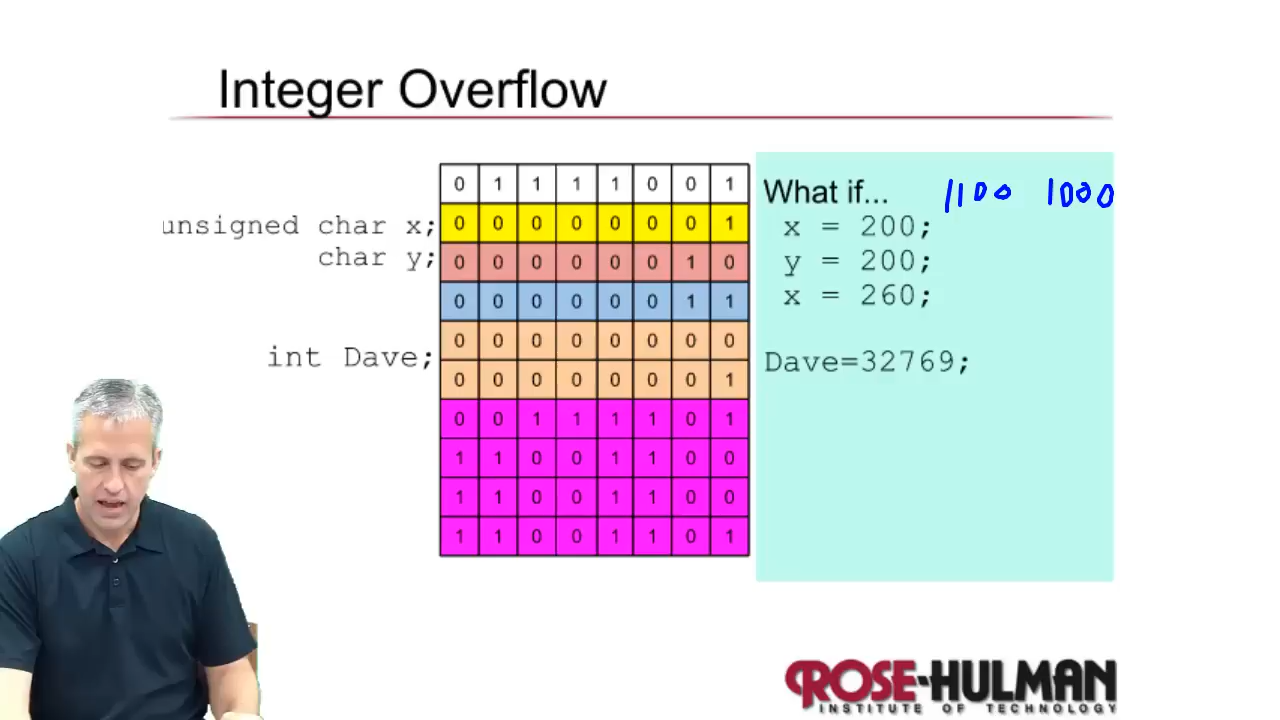 Integer Overflow
0 1 1 1 1 0 0 1
unsigned char x; 0 0 0 0 0 0 0 1
char y; 0 0 0 0 0 0 1 0
0 0 0 0 0 0 1 1
0 0 0 0 0 0 0 0
int Dave;
0 0 0 0 0 0 0 1
0 0 1 1 1 1 0 1
1 1 0 0 1 1 0 0
1 1 0 0 1 1 0 0
1 1 0 0 1 1 0 1
What if... 1100 1000
x = 200;
y = 200;
x = 260;
Dave=32769;
ROSE-HULMAN
INSTITUTE OF TECHNOLOGY